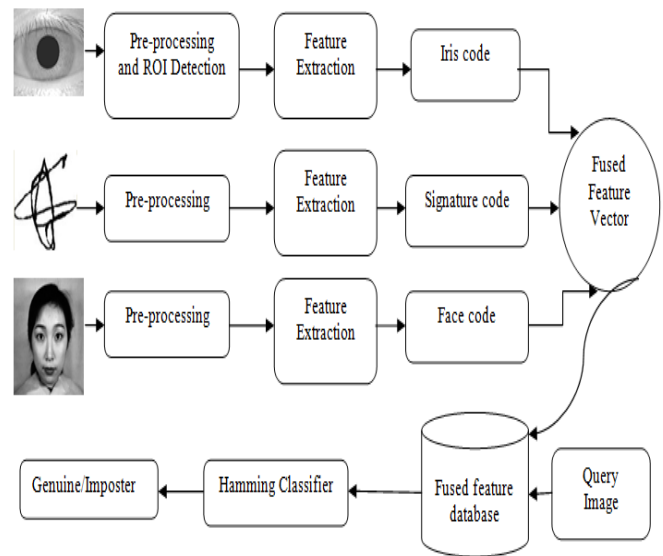 Pre-processing
and ROI Detection
Feature
Extraction
Iris code
Fused
Feature
Vector
Pre-processing
Feature
Extraction
Signature code
Pre-processing
Feature
Extraction
Face code
Genuine/Imposter
Hamming Classifier
Fused feature
database
Query
Image